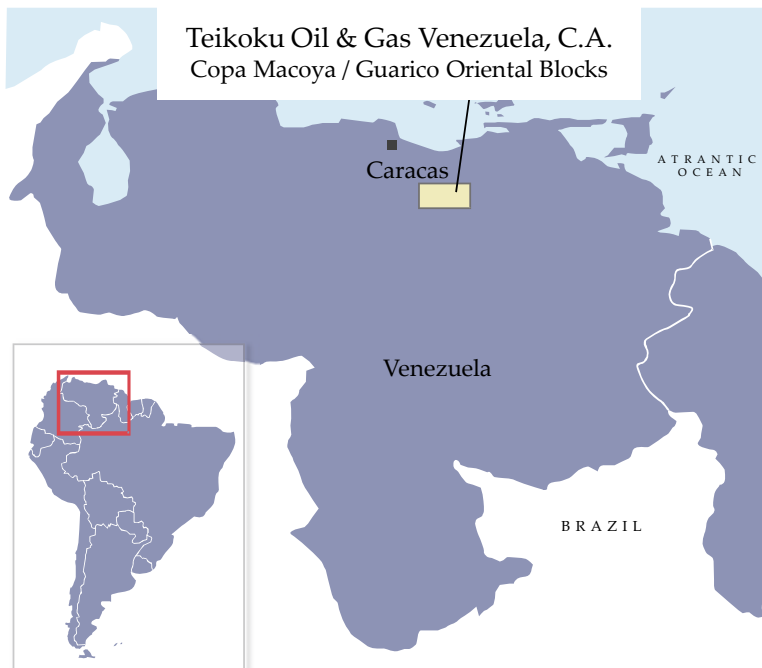 Teikoku Oil & Gas Venezuela, C.A.
Copa Macoya / Guarico Oriental Blocks
Caracas
ATRANTIC
OCEAN
Venezuela
BRAZIL